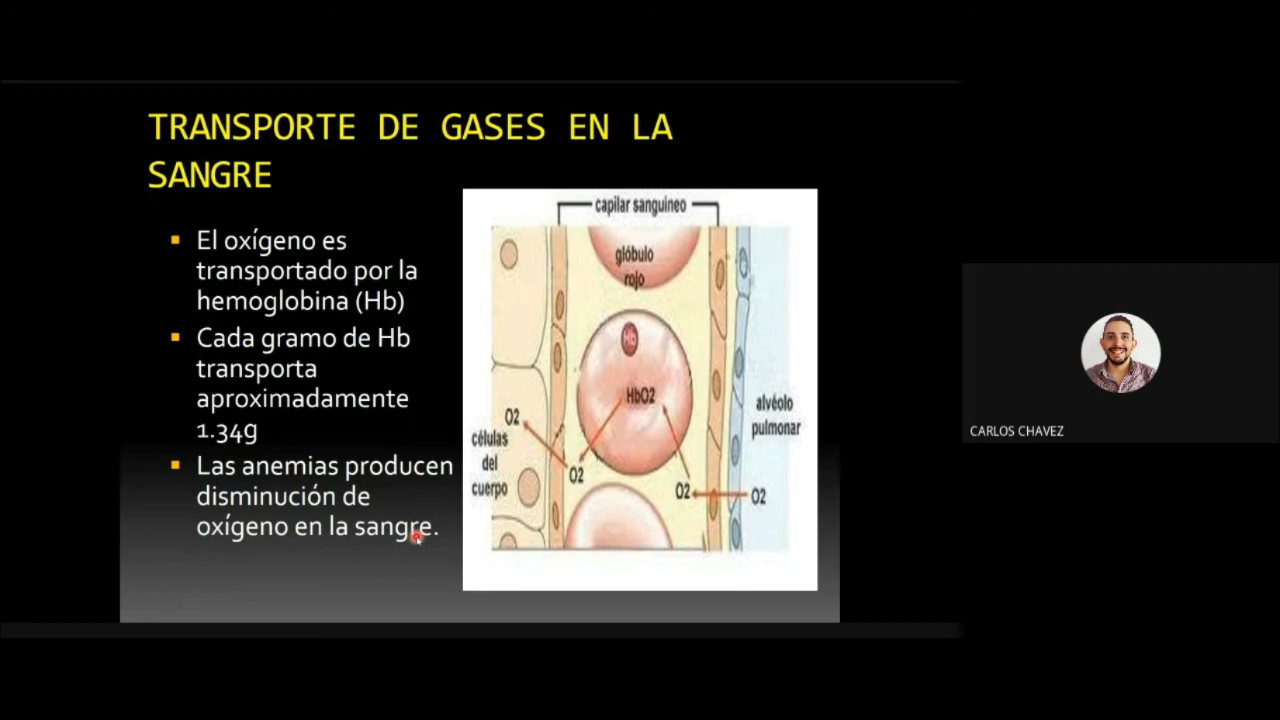 TRANSPORTE DE GASES EN LA
SANGRE
El oxígeno es
transportado por la
hemoglobina (Hb)
Cada gramo de Hb
transporta
aproximadamente
1.34g
Las anemias producen
disminución de
oxígeno en la sangre.
capilar sanguineo
glóbulo
rojo
Hb
HbO2
O2
células
del
cuerpo
O2
alvéolo
pulmonar
O2
O2
CARLOS CHAVEZ